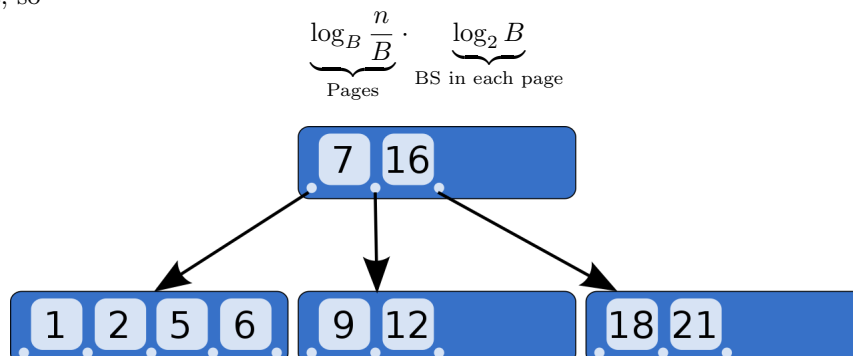 , so
log_B n/B · log_2 B
Pages BS in each page
7 16
1 2 5 6 9 12 18 21